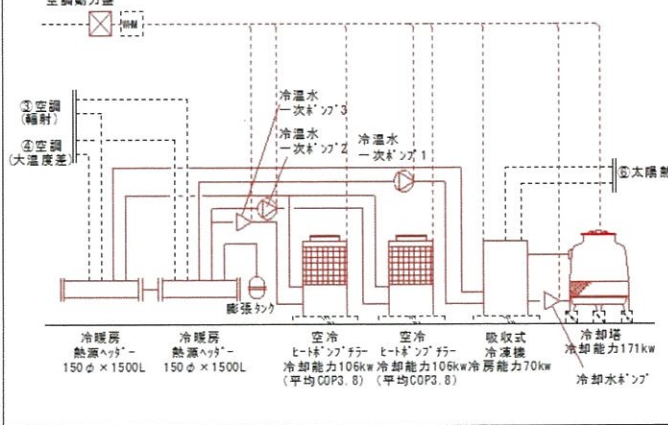 空調動力盤
③空調
(輻射)
④空調
(大温度差)
冷温水
一次ポンプ3
冷温水
一次ポンプ2
冷温水
一次ポンプ1
⑥太陽熱
膨張タンク
冷暖房
熱源ヘッダー
150φ×1500L
冷暖房
熱源ヘッダー
150φ×1500L
空冷
ヒートポンプチラー
冷却能力106kw
(平均COP3.8)
空冷
ヒートポンプチラー
冷却能力106kw
(平均COP3.8)
吸収式
冷凍機
冷房能力70kw
冷却塔
冷却能力171kw
冷却水ポンプ